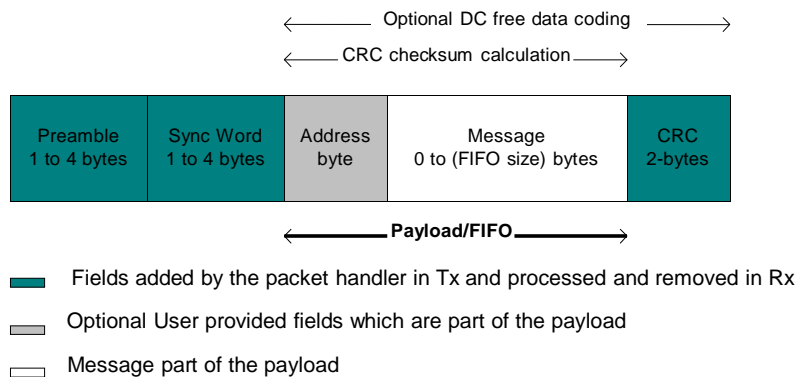 Optional DC free data coding
CRC checksum calculation
Preamble
1 to 4 bytes
Sync Word
1 to 4 bytes
Address
byte
Message
0 to (FIFO size) bytes
CRC
2-bytes
Payload/FIFO
Fields added by the packet handler in Tx and processed and removed in Rx
Optional User provided fields which are part of the payload
Message part of the payload